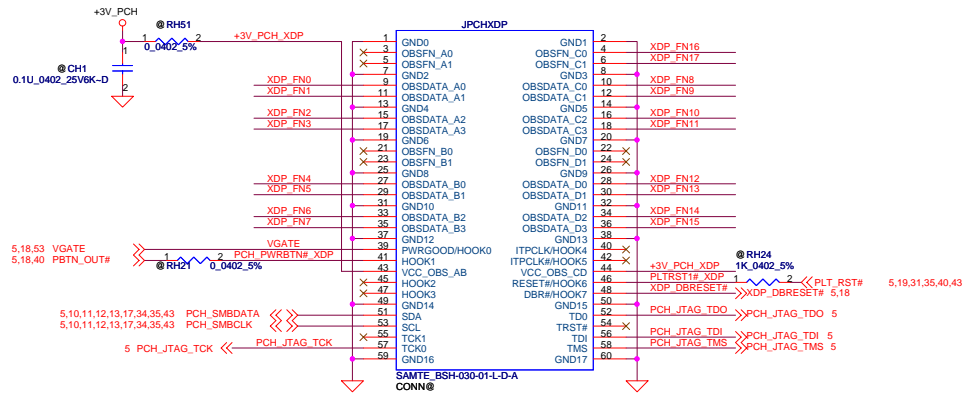 +3V_PCH
@ RH51
1 2
0_0402_5%
+3V_PCH_XDP
1
@ CH1
0.1U_0402_25V6K~D
2
JPCHXDP
1 GND0 GND1 2
3 OBSFN_A0 OBSFN_C0 4 XDP_FN16
5 OBSFN_A1 OBSFN_C1 6 XDP_FN17
7 GND2 GND3 8
XDP_FN0 9 OBSDATA_A0 OBSDATA_C0 10 XDP_FN8
XDP_FN1 11 OBSDATA_A1 OBSDATA_C1 12 XDP_FN9
13 GND4 GND5 14
XDP_FN2 15 OBSDATA_A2 OBSDATA_C2 16 XDP_FN10
XDP_FN3 17 OBSDATA_A3 OBSDATA_C3 18 XDP_FN11
19 GND6 GND7 20
21 OBSFN_B0 OBSFN_D0 22
23 OBSFN_B1 OBSFN_D1 24
25 GND8 GND9 26
XDP_FN4 27 OBSDATA_B0 OBSDATA_D0 28 XDP_FN12
XDP_FN5 29 OBSDATA_B1 OBSDATA_D1 30 XDP_FN13
31 GND10 GND11 32
XDP_FN6 33 OBSDATA_B2 OBSDATA_D2 34 XDP_FN14
XDP_FN7 35 OBSDATA_B3 OBSDATA_D3 36 XDP_FN15
37 GND12 GND13 38
5,18,53 VGATE VGATE 39 PWRGOOD/HOOK0 ITPCLK/HOOK4 40
5,18,40 PBTN_OUT# 1 2 PCH_PWRBTN#_XDP 41 HOOK1 ITPCLK#/HOOK5 42
@RH21 0_0402_5%
@ RH24
1K_0402_5%
43 VCC_OBS_AB VCC_OBS_CD 44 +3V_PCH_XDP
45 HOOK2 RESET#/HOOK6 46 PLTRST1#_XDP 1 2 PLT_RST# 5,19,31,35,40,43
47 HOOK3 DBR#/HOOK7 48 XDP_DBRESET# XDP_DBRESET# 5,18
49 GND14 GND15 50
5,10,11,12,13,17,34,35,43 PCH_SMBDATA 51 SDA TD0 52 PCH_JTAG_TDO PCH_JTAG_TDO 5
5,10,11,12,13,17,34,35,43 PCH_SMBCLK 53 SCL TRST# 54
55 TCK1 TDI 56 PCH_JTAG_TDI PCH_JTAG_TDI 5
5 PCH_JTAG_TCK PCH_JTAG_TCK 57 TCK0 TMS 58 PCH_JTAG_TMS PCH_JTAG_TMS 5
59 GND16 GND17 60
SAMTE_BSH-030-01-L-D-A
CONN@